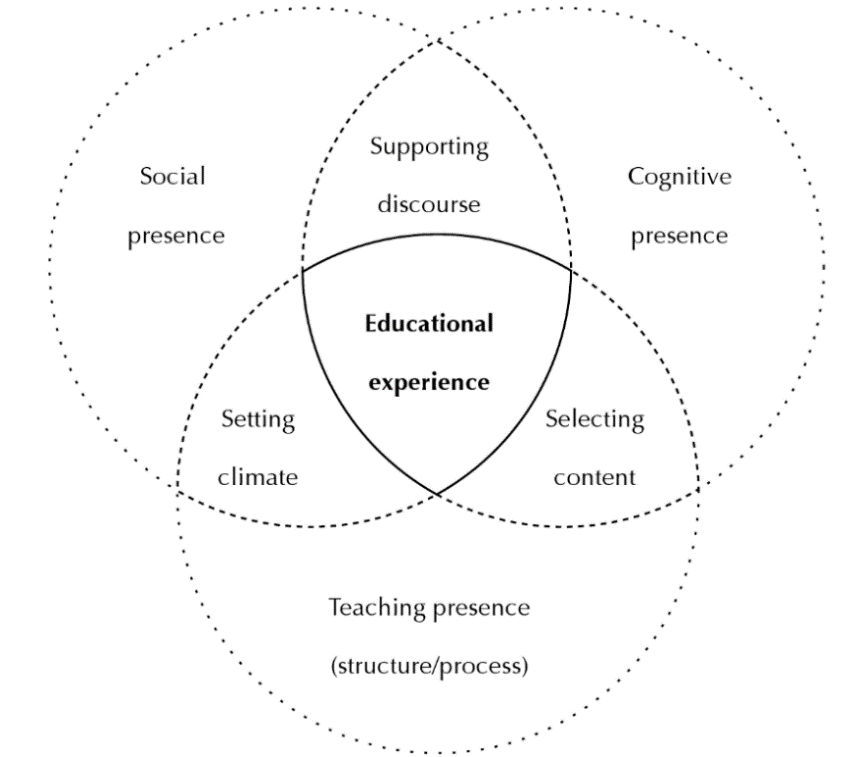 Supporting
discourse
Social
presence
Cognitive
presence
Educational
experience
Setting
climate
Selecting
content
Teaching presence
(structure/process)